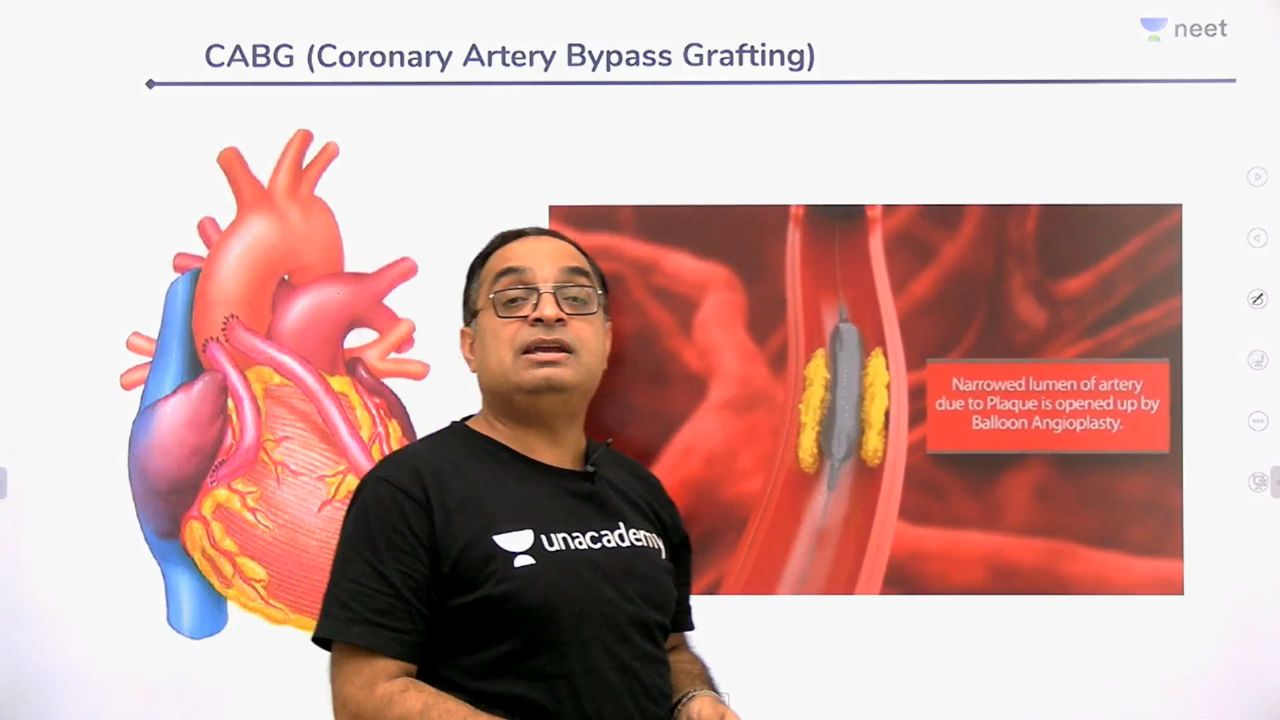 CABG (Coronary Artery Bypass Grafting)
neet
Narrowed lumen of artery
due to Plaque is opened up by
Balloon Angioplasty.
unacademy